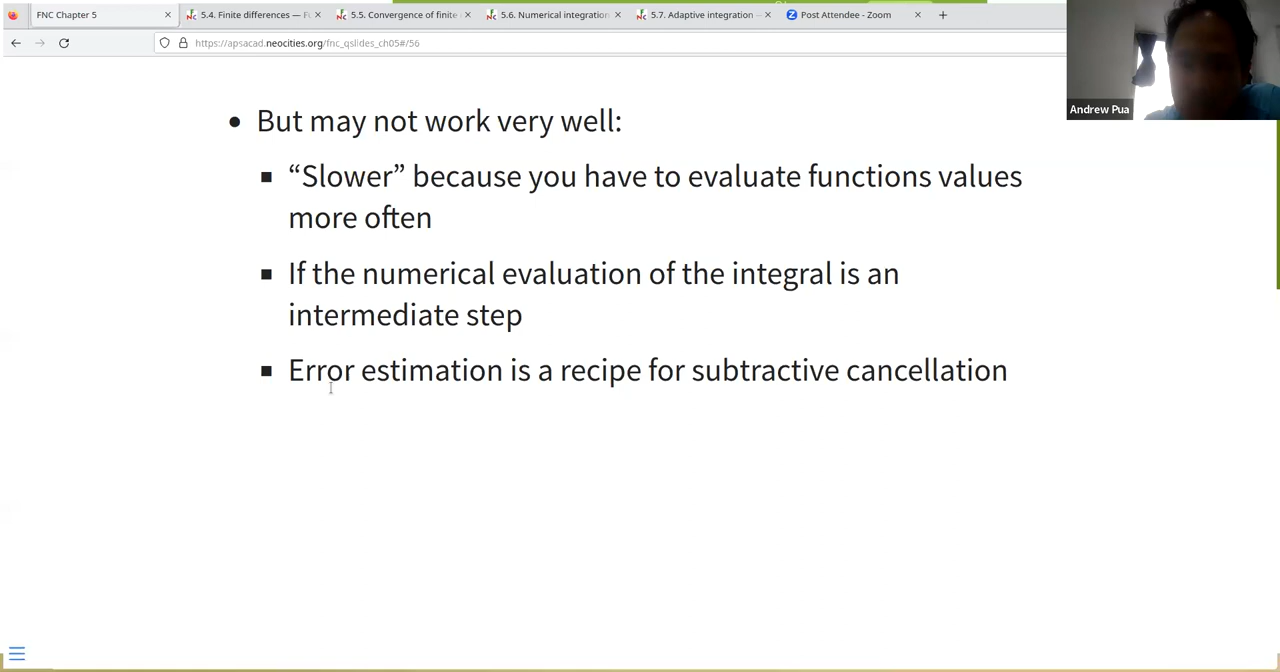 FNC Chapter 5
5.4. Finite differences —
5.5. Convergence of finite
5.6. Numerical integration
5.7. Adaptive integration
Post Attendee - Zoom
https://apsacad.neocities.org/fnc_qslides_ch05#/56
Andrew Pua
But may not work very well:
“Slower” because you have to evaluate functions values
more often
If the numerical evaluation of the integral is an
intermediate step
Error estimation is a recipe for subtractive cancellation